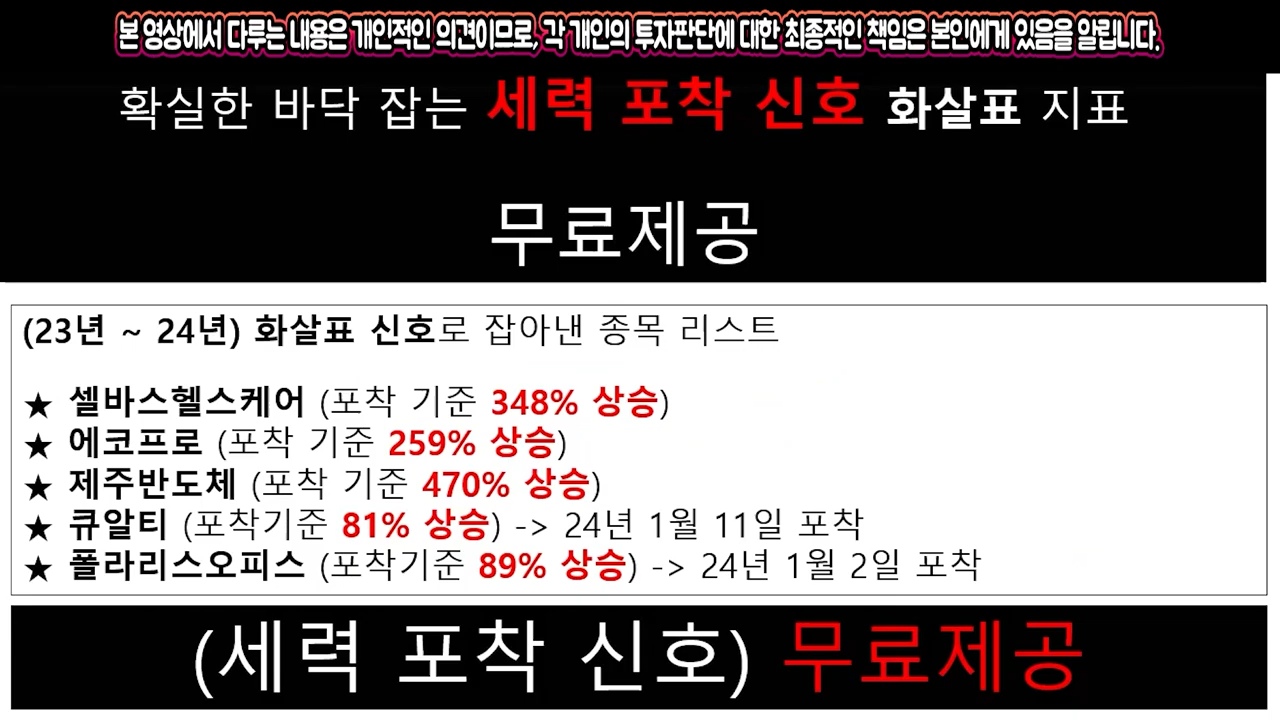 본 영상에서 다루는 내용은 개인적인 의견이므로, 각 개인의 투자판단에 대한 최종적인 책임은 본인에게 있음을 알립니다.
확실한 바닥 잡는 세력 포착 신호 화살표 지표
무료제공
(23년 ~ 24년) 화살표 신호로 잡아낸 종목 리스트
★ 셀바스헬스케어 (포착 기준 348% 상승)
★ 에코프로 (포착 기준 259% 상승)
★ 제주반도체 (포착 기준 470% 상승)
★ 큐알티 (포착기준 81% 상승) -> 24년 1월 11일 포착
★ 폴라리스오피스 (포착기준 89% 상승) -> 24년 1월 2일 포착
(세력 포착 신호) 무료제공